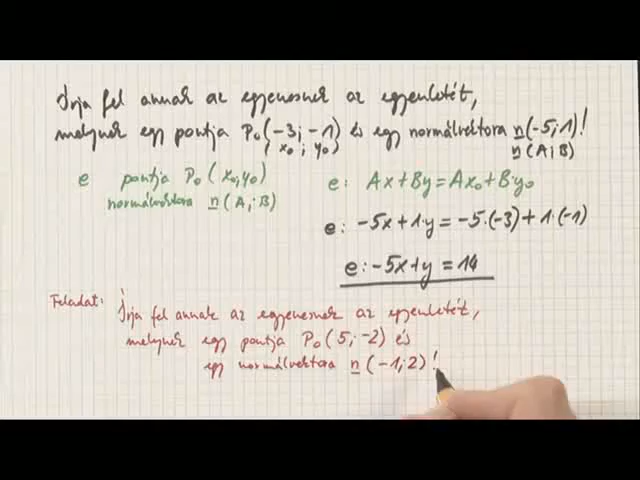 Írja fel annak az egyenesnek az egyenletét,
melynek egy pontja P₀(-3; -1) és egy normálvektora n(-5; 1)!
(x₀ ; y₀)
n(A; B)
e pontja P₀(x₀; y₀)
normálvektora n(A; B)
e: Ax+By=Ax₀+By₀
e: -5x+1·y=-5·(-3)+1·(-1)
e: -5x+y=14
Feladat: Írja fel annak az egyenesnek az egyenletét,
melynek egy pontja P₀(5; -2) és
egy normálvektora n(-1; 2)!